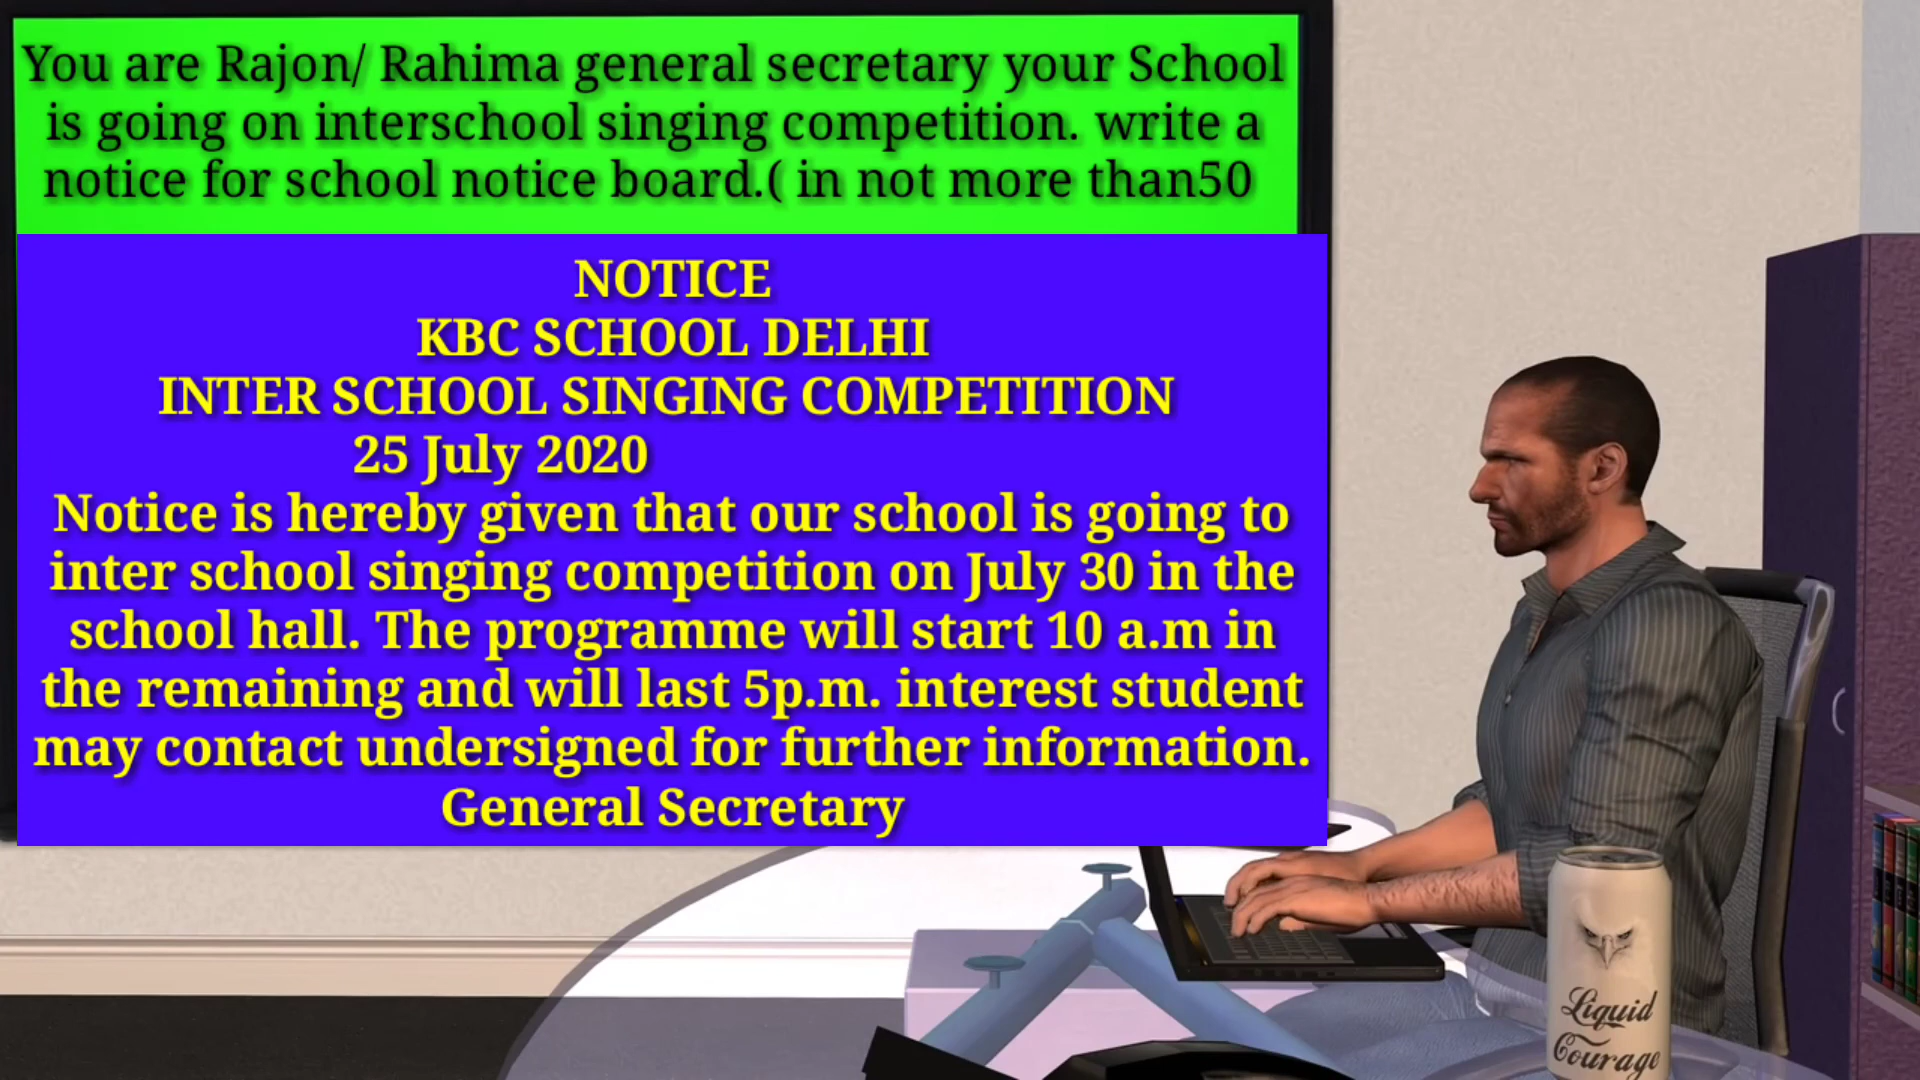 You are Rajon/ Rahima general secretary your School
is going on interschool singing competition. write a
notice for school notice board.( in not more than50
NOTICE
KBC SCHOOL DELHI
INTER SCHOOL SINGING COMPETITION
25 July 2020
Notice is hereby given that our school is going to
inter school singing competition on July 30 in the
school hall. The programme will start 10 a.m in
the remaining and will last 5p.m. interest student
may contact undersigned for further information.
General Secretary
Liquid
Courage